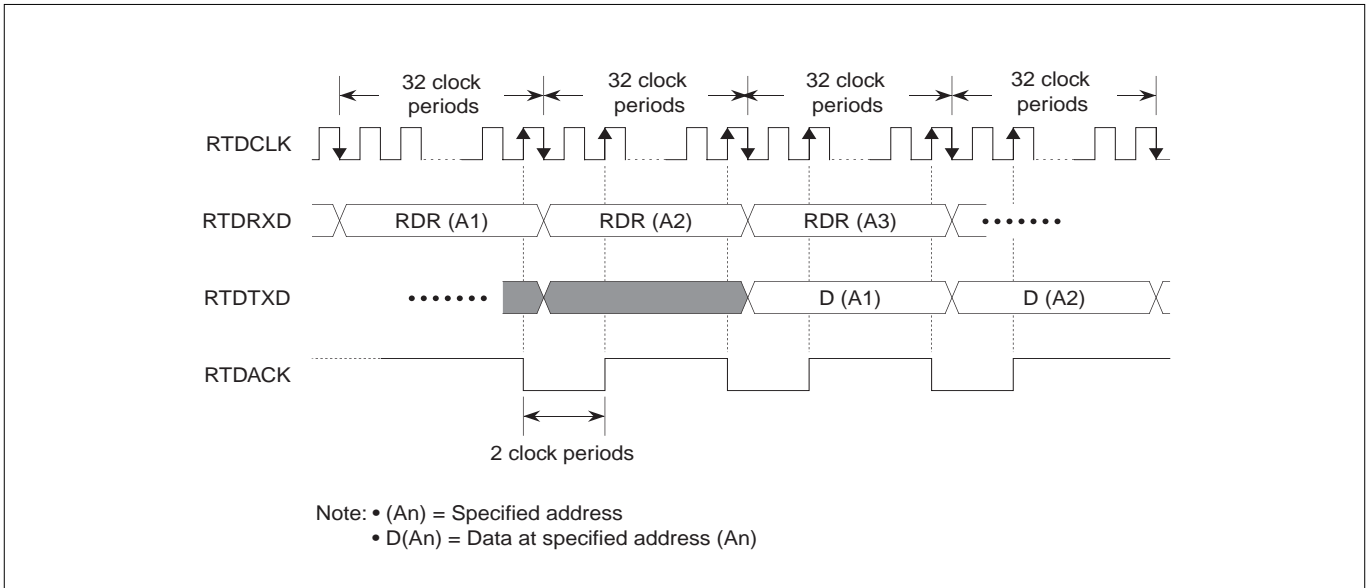 32 clock
periods
32 clock
periods
32 clock
periods
32 clock
periods
RTDCLK
RTDRXD
RDR (A1)
RDR (A2)
RDR (A3)
RTDTXD
D (A1)
D (A2)
RTDACK
2 clock periods
Note: • (An) = Specified address
• D(An) = Data at specified address (An)